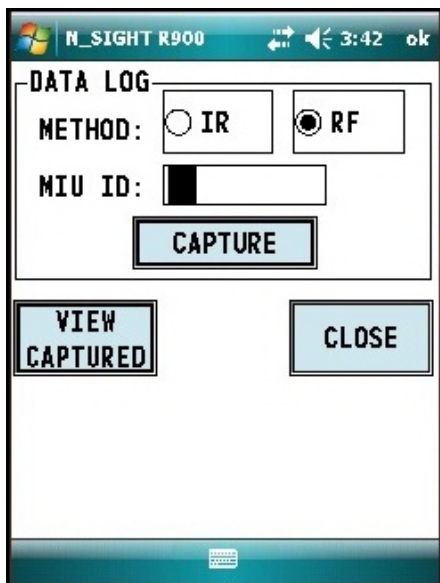 N_SIGHT R900 3:42 ok
DATA LOG
METHOD: IR RF
MIU ID:
CAPTURE
VIEW
CAPTURED
CLOSE